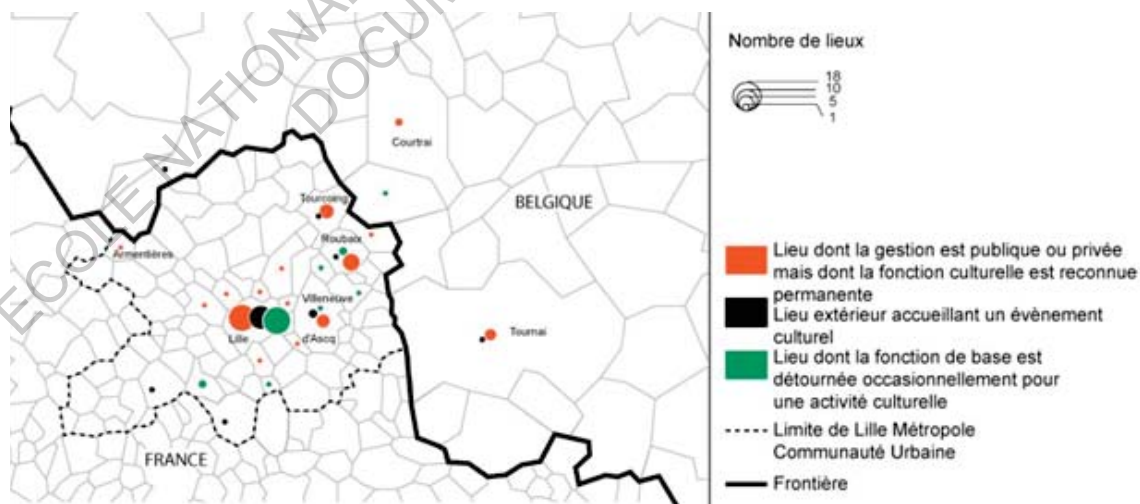 ECOLE NATIONALE
DOCUM
Nombre de lieux
18
10
5
1
Courtrai
BELGIQUE
Tourcoing
Roubaix
Armentières
Villeneuve
d'Ascq
Lille
Tournai
FRANCE
Lieu dont la gestion est publique ou privée
mais dont la fonction culturelle est reconnue
permanente
Lieu extérieur accueillant un évènement
culturel
Lieu dont la fonction de base est
détournée occasionnellement pour
une activité culturelle
Limite de Lille Métropole
Communauté Urbaine
Frontière